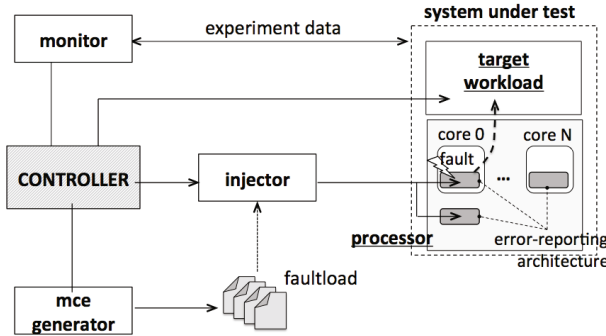 system under test
monitor
experiment data
target
workload
core 0
core N
fault
...
CONTROLLER
injector
processor
error-reporting
architecture
faultload
mce
generator